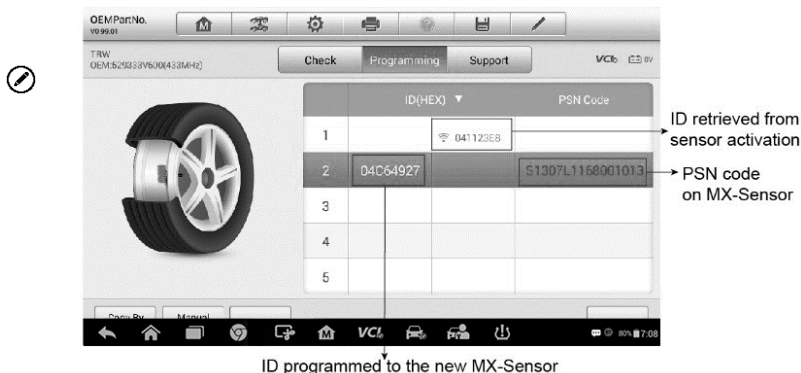 OEMPartNo.
V0 99.01
TRW
OEM:529333V600(433MHz)
Check Programming Support VCI 0V
ID(HEX) ▼ PSN Code
1 041123E8
2 04C64927 S1307L1168001013
3
4
5
ID retrieved from
sensor activation
PSN code
on MX-Sensor
Copy By Manual
VCI 80% 7:08
ID programmed to the new MX-Sensor